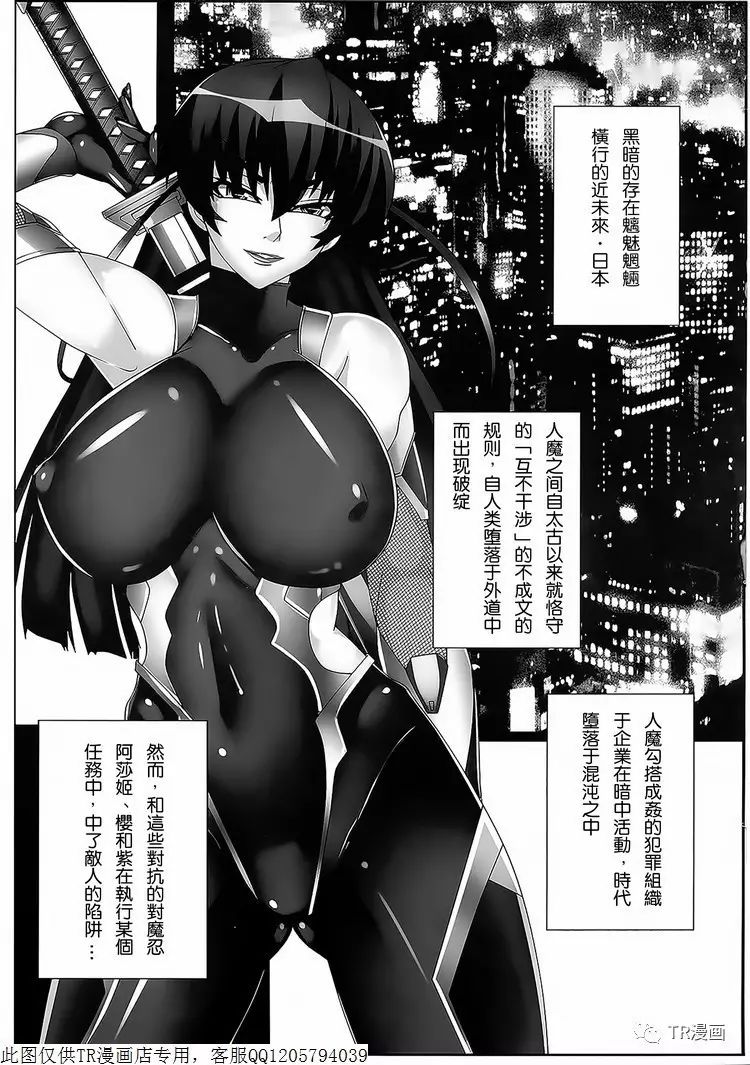 黑暗的存在魑魅魍魎
橫行的近未來·日本
人魔之间自太古以来就恪守
的「互不干涉」的不成文的
规则，自人类堕落于外道中
而出现破绽
人魔勾搭成姦的犯罪組織
于企業在暗中活動，時代
墮落于混沌之中
然而，和這些對抗的對魔忍
阿莎姬、櫻和紫在執行某個
任務中，中了敵人的陷阱…
TR漫画
此图仅供TR漫画店专用，客服QQ1205794039